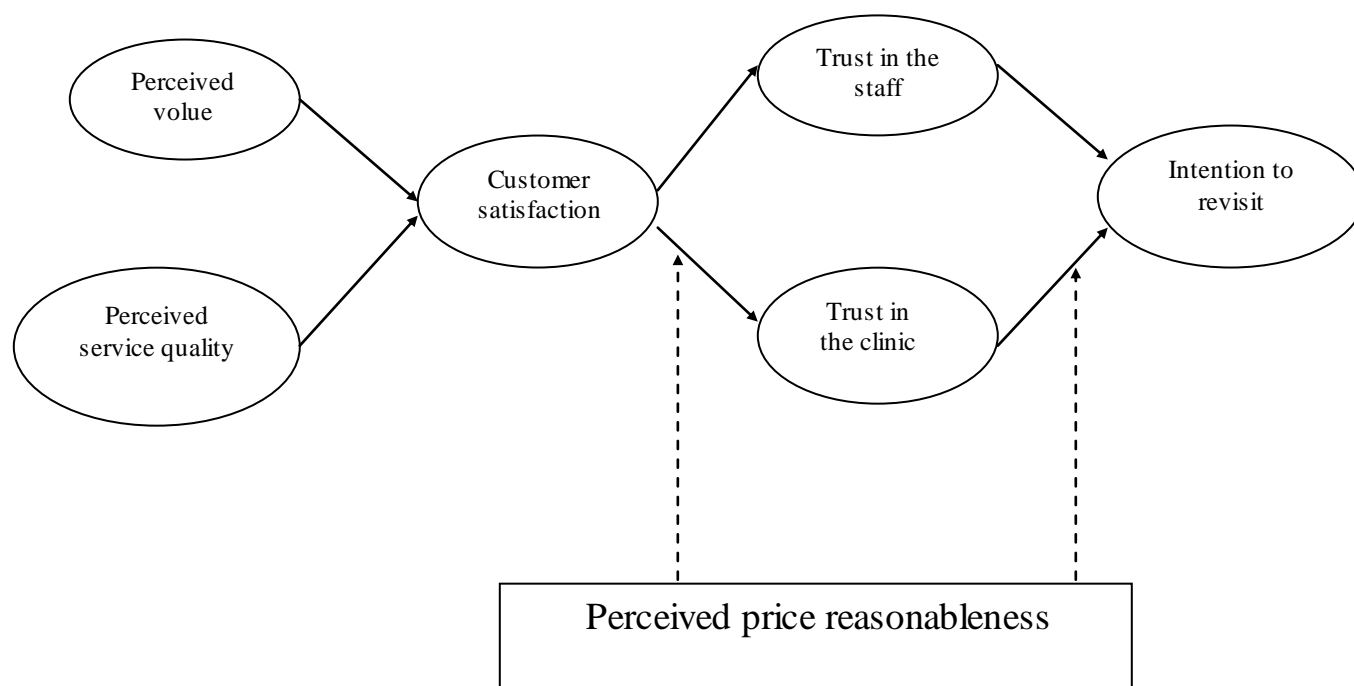 Perceived
volue
Trust in the
staff
Customer
satisfaction
Intention to
revisit
Perceived
service quality
Trust in
the clinic
Perceived price reasonableness